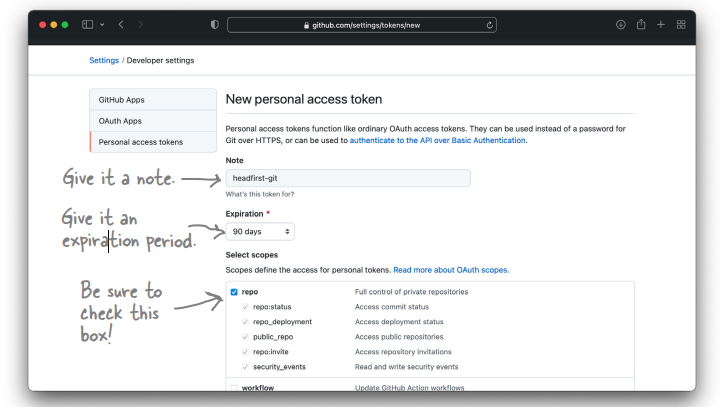 github.com/settings/tokens/new
Settings / Developer settings
GitHub Apps
OAuth Apps
Personal access tokens
New personal access token
Personal access tokens function like ordinary OAuth access tokens. They can be used instead of a password for
Git over HTTPS, or can be used to authenticate to the API over Basic Authentication.
Note
Give it a note.
headfirst-git
What's this token for?
Give it an
expiration period.
Expiration *
90 days
Select scopes
Scopes define the access for personal tokens. Read more about OAuth scopes.
Be sure to
check this
box!
repo Full control of private repositories
repo:status Access commit status
repo_deployment Access deployment status
public_repo Access public repositories
repo:invite Access repository invitations
security_events Read and write security events
workflow Update GitHub Action workflows